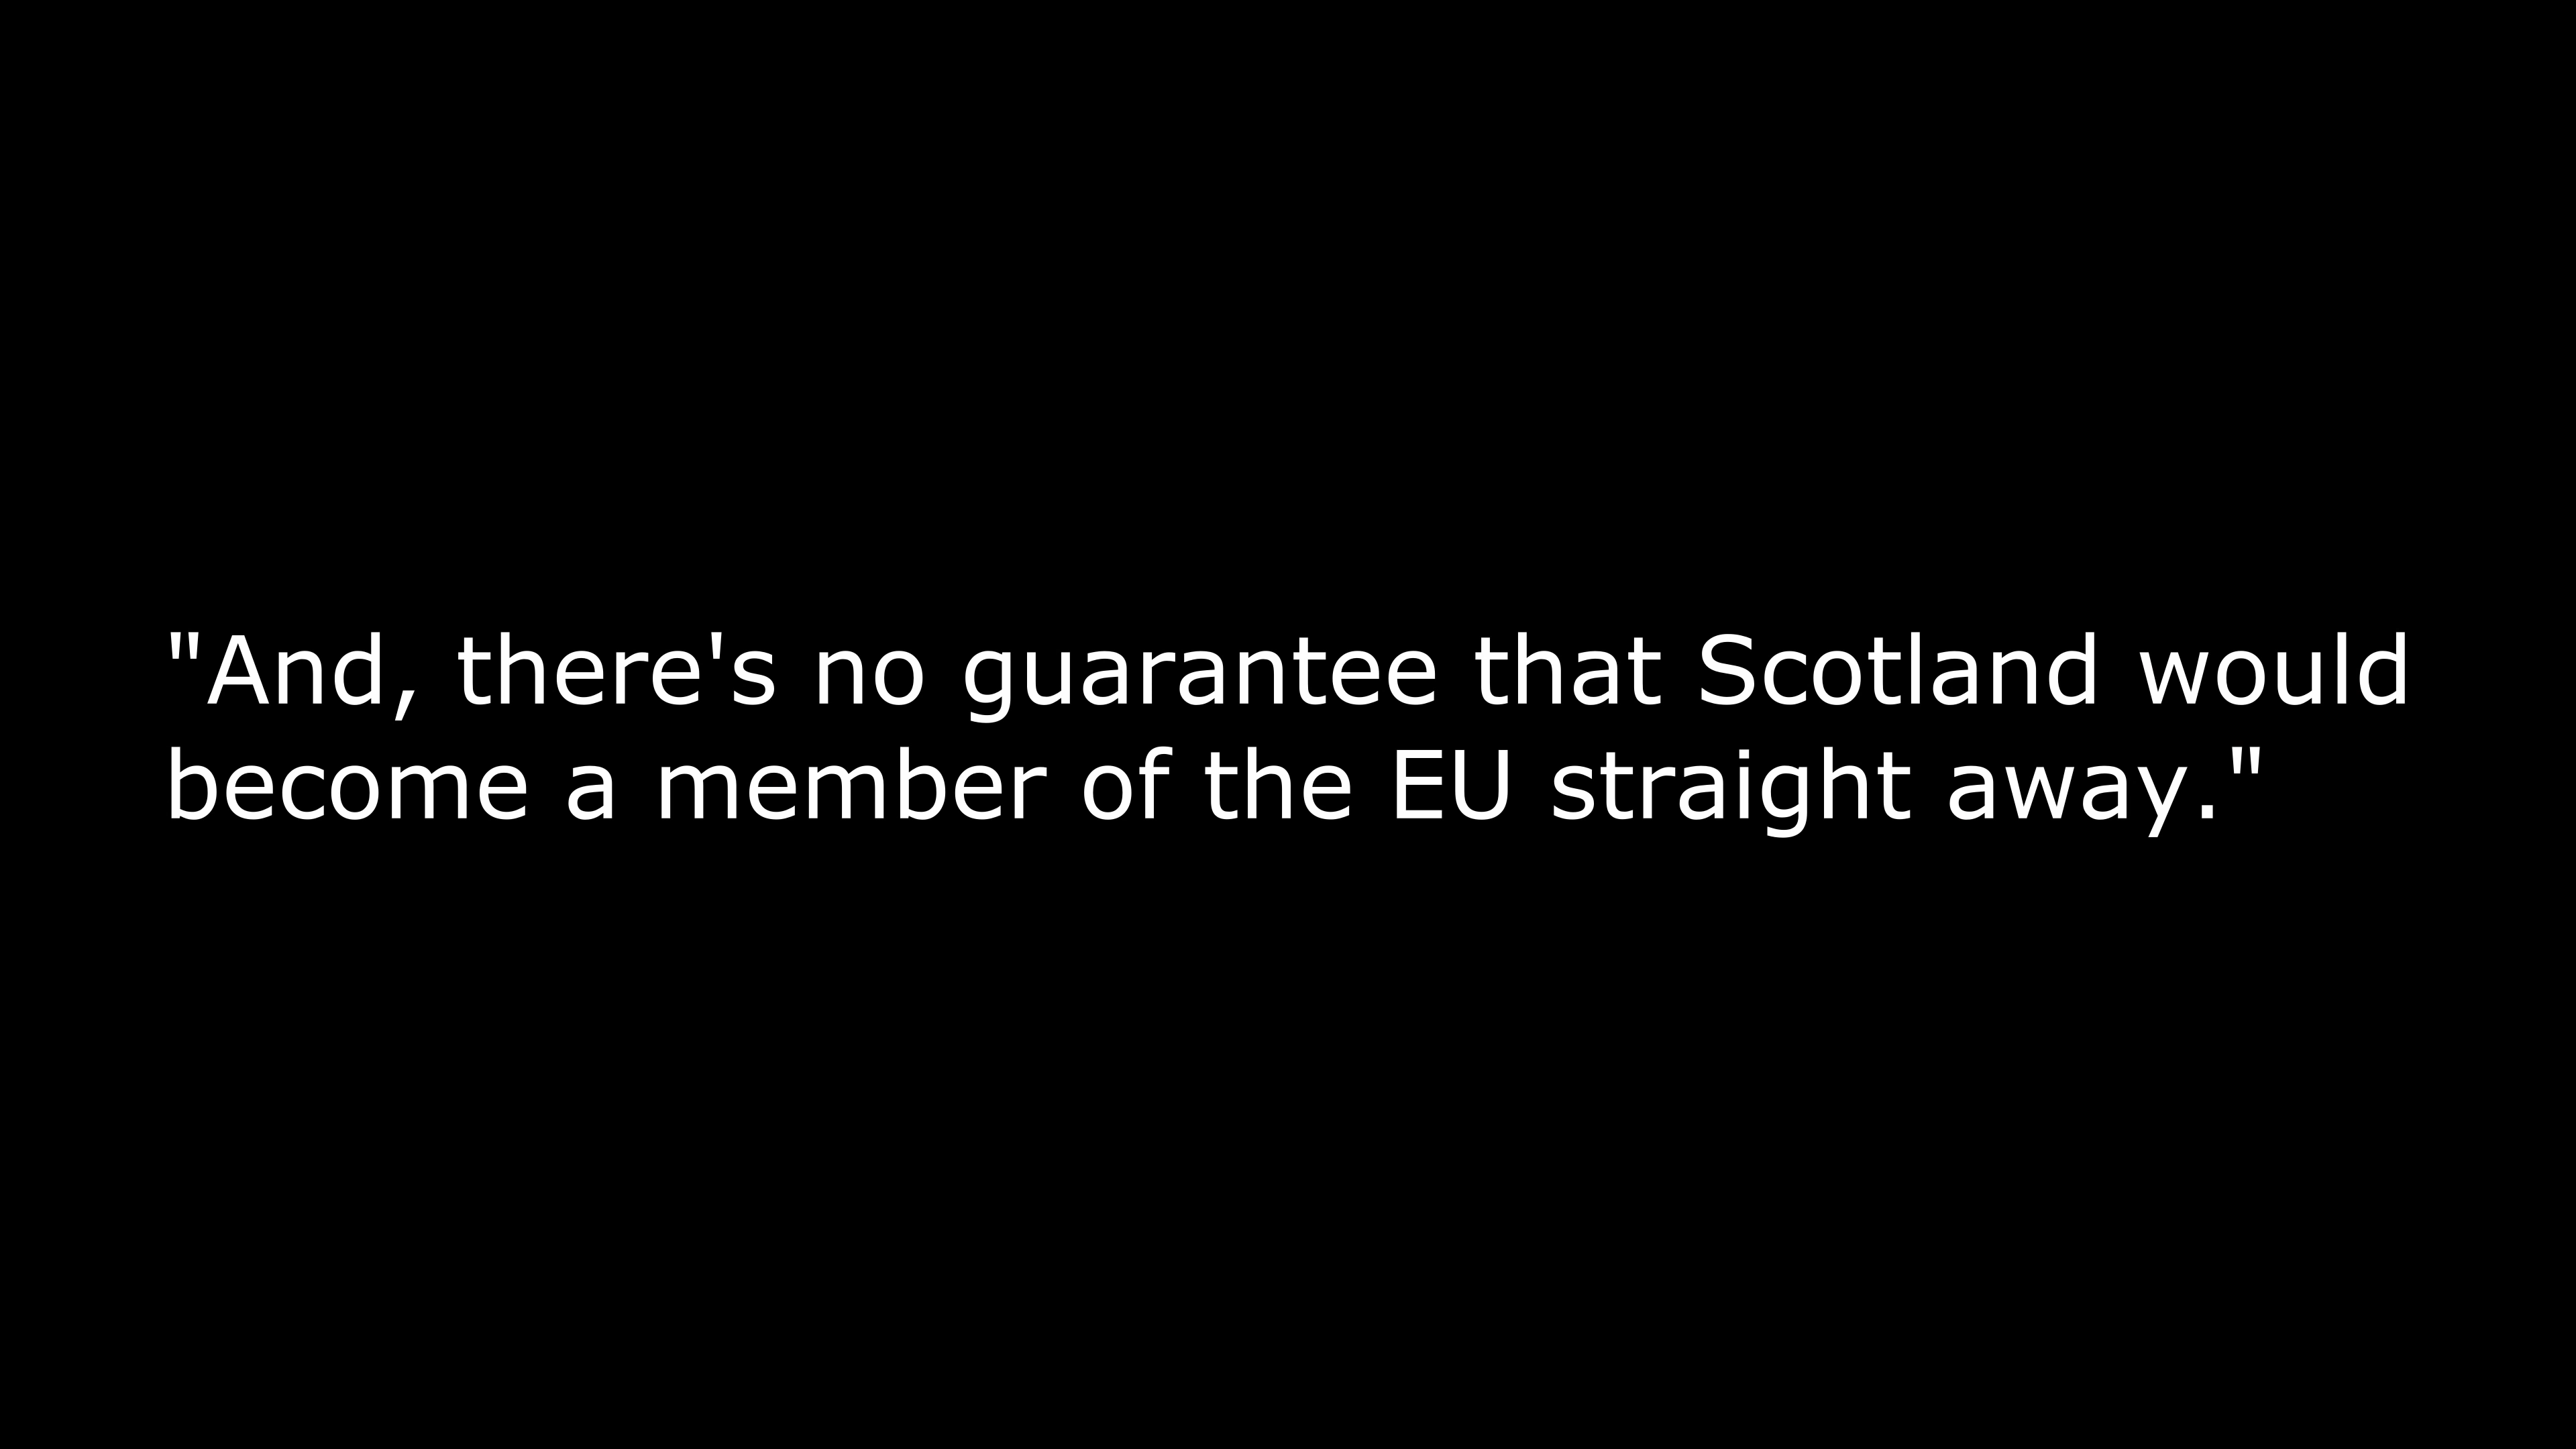 "And, there's no guarantee that Scotland would
become a member of the EU straight away."